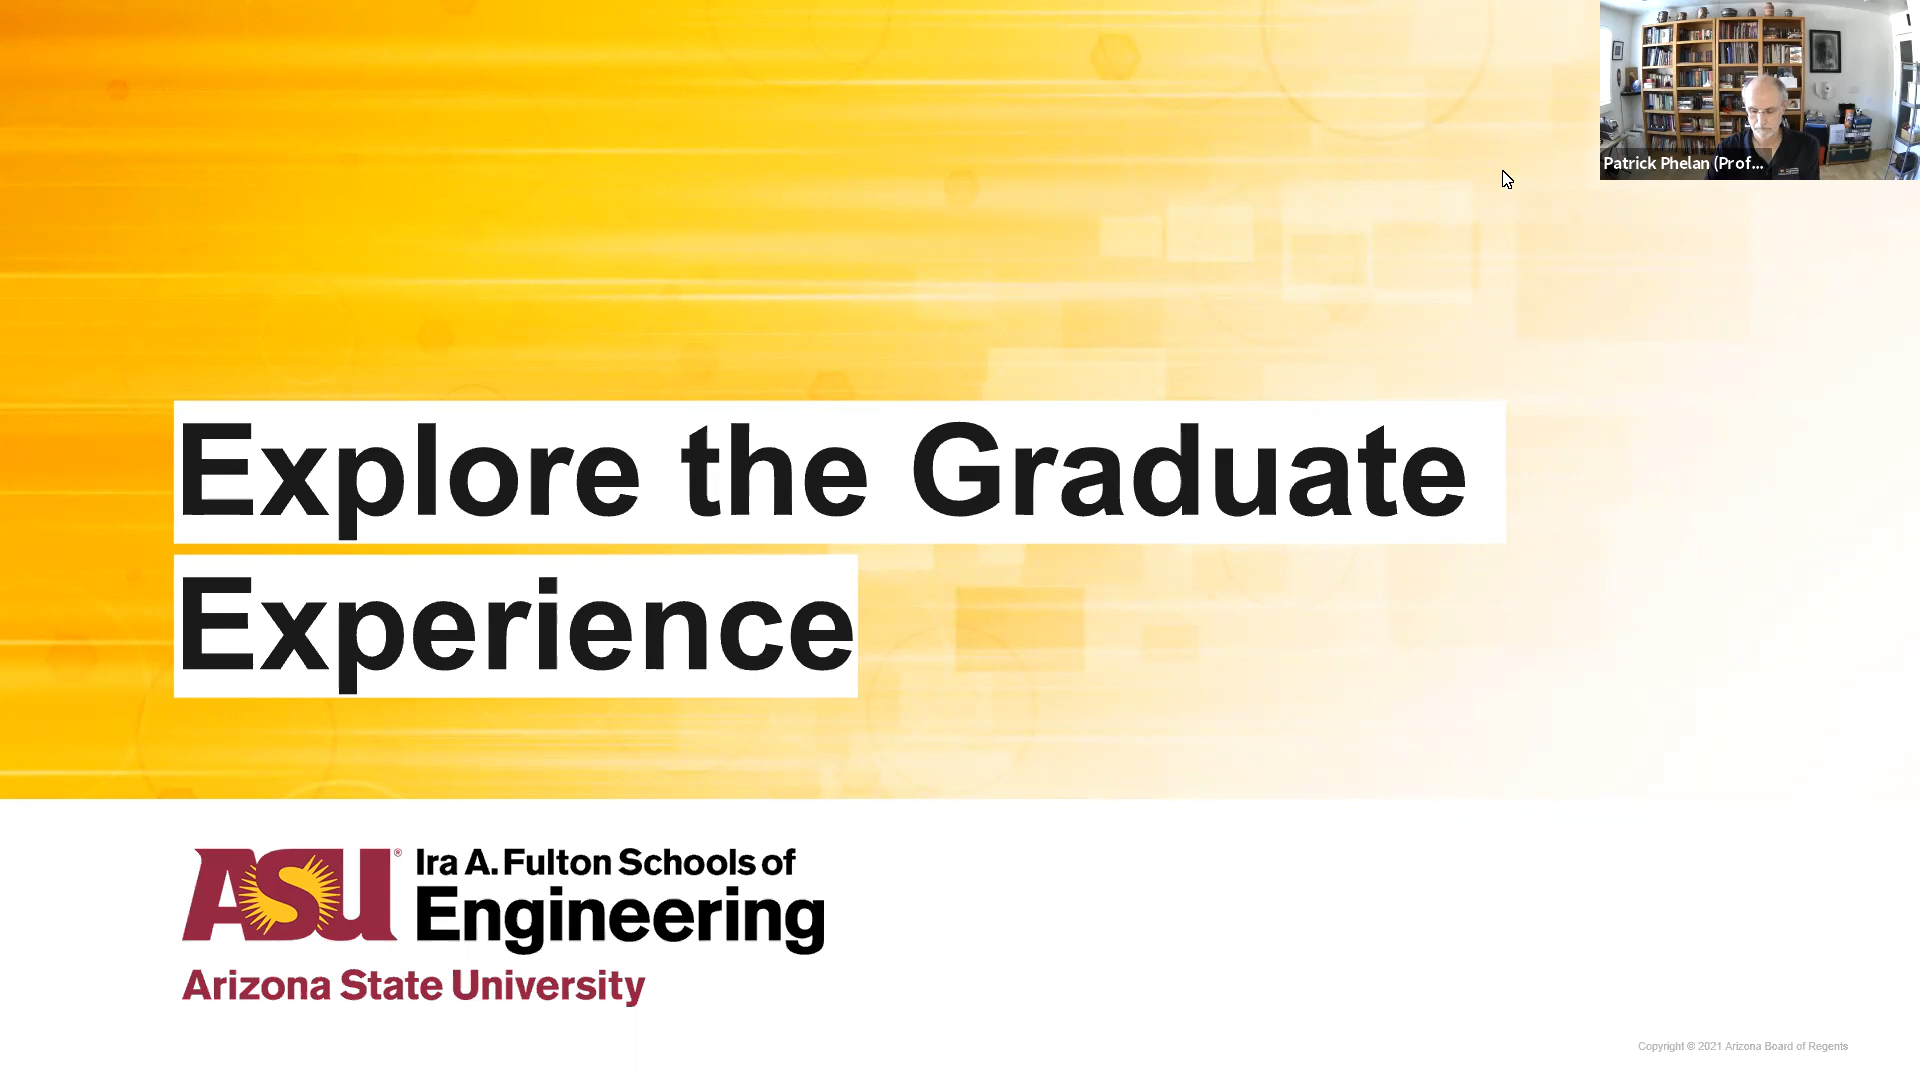 Patrick Phelan (Prof...
Explore the Graduate
Experience
ASU®
Ira A. Fulton Schools of
Engineering
Arizona State University
Copyright © 2021 Arizona Board of Regents